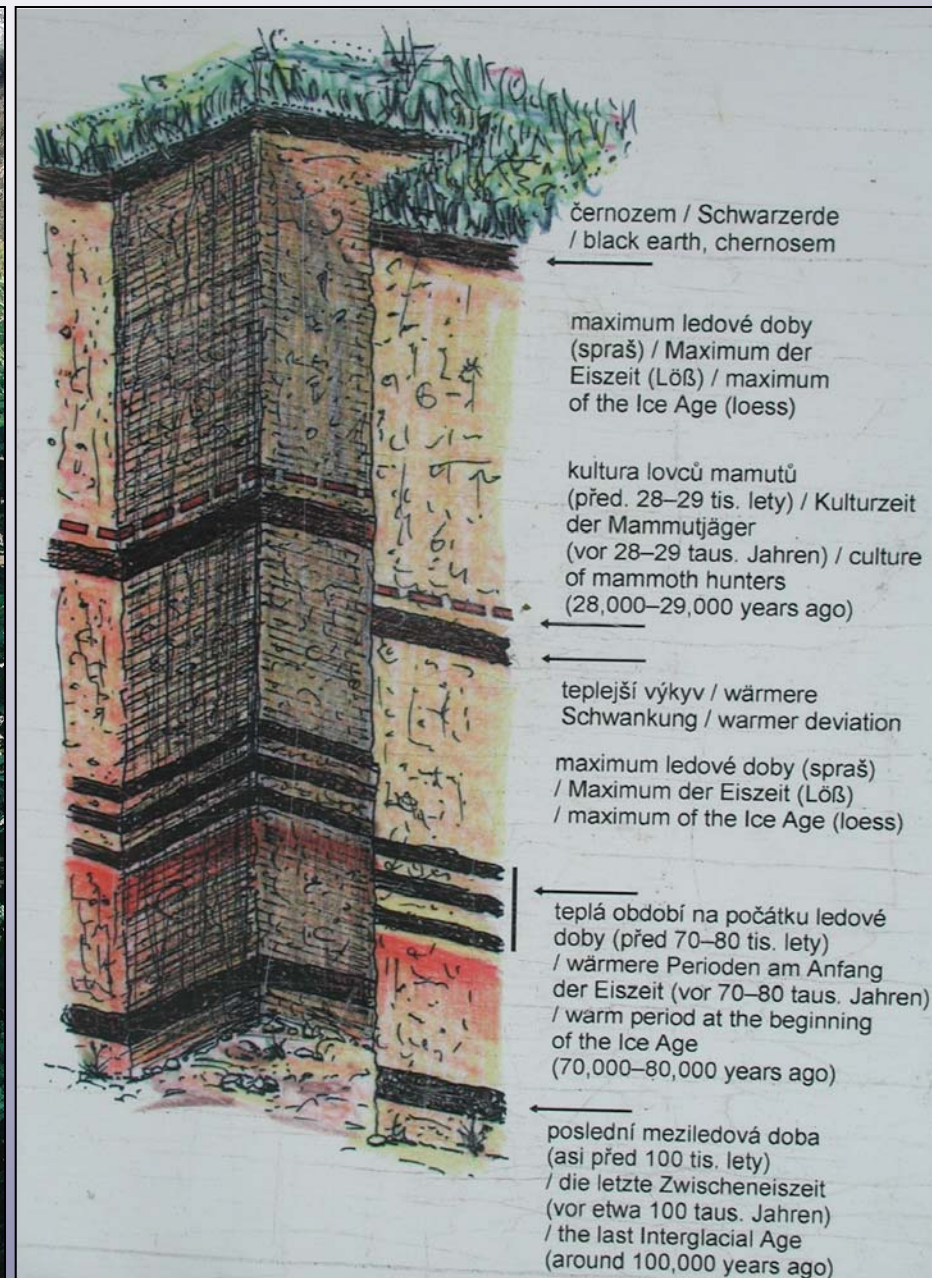 černozem / Schwarzerde
/ black earth, chernosem
maximum ledové doby
(spraš) / Maximum der
Eiszeit (Löß) / maximum
of the Ice Age (loess)
kultura lovců mamutů
(před. 28–29 tis. lety) / Kulturzeit
der Mammutjäger
(vor 28–29 taus. Jahren) / culture
of mammoth hunters
(28,000–29,000 years ago)
teplejší výkyv / wärmere
Schwankung / warmer deviation
maximum ledové doby (spraš)
/ Maximum der Eiszeit (Löß)
/ maximum of the Ice Age (loess)
teplá období na počátku ledové
doby (před 70–80 tis. lety)
/ wärmere Perioden am Anfang
der Eiszeit (vor 70–80 taus. Jahren)
/ warm period at the beginning
of the Ice Age
(70,000–80,000 years ago)
poslední meziledová doba
(asi před 100 tis. lety)
/ die letzte Zwischeneiszeit
(vor etwa 100 taus. Jahren)
/ the last Interglacial Age
(around 100,000 years ago)